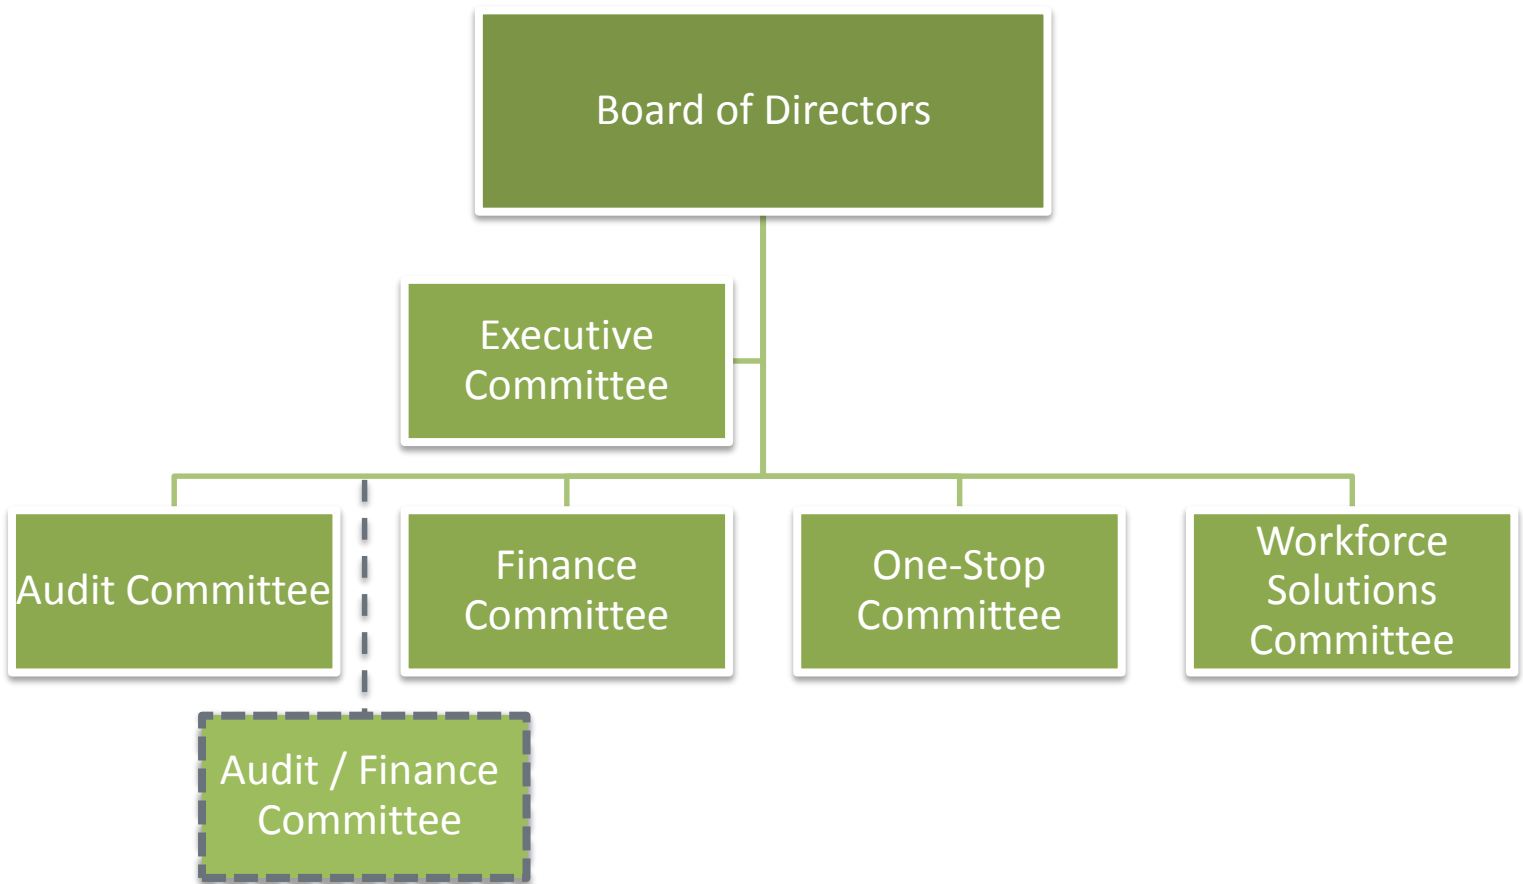 Board of Directors
Executive
Committee
Audit Committee
Finance
Committee
One-Stop
Committee
Workforce
Solutions
Committee
Audit / Finance
Committee